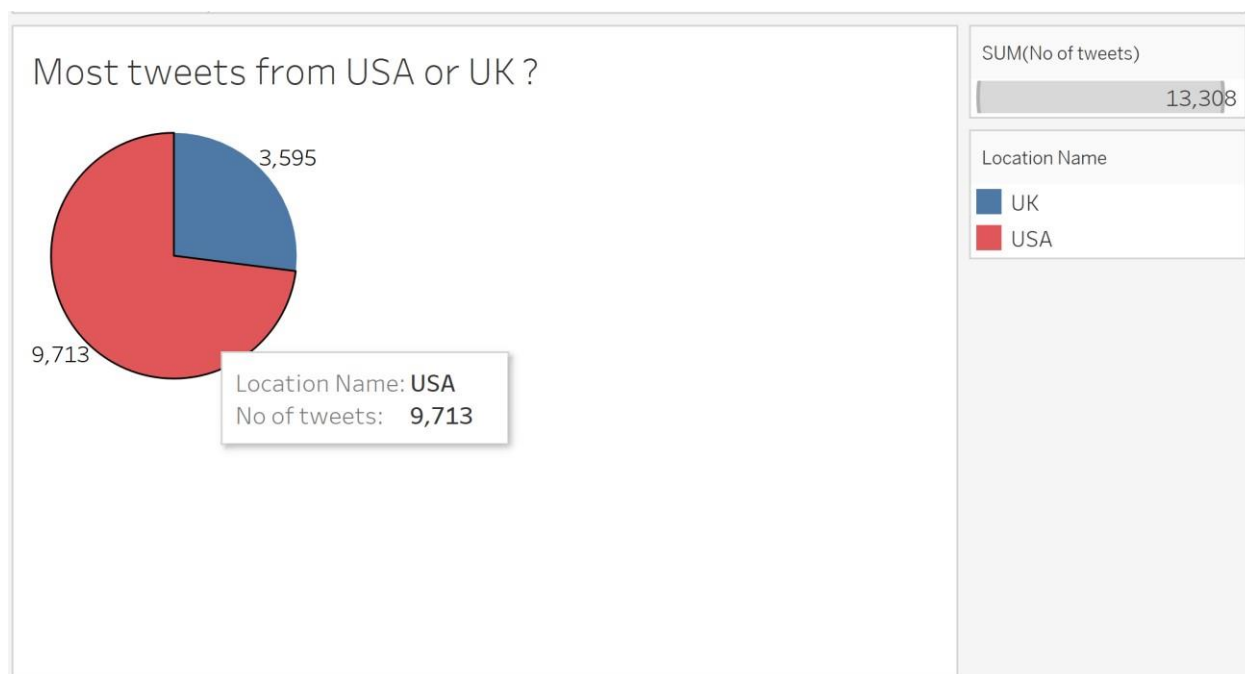 Most tweets from USA or UK ?
3,595
9,713
Location Name: USA
No of tweets: 9,713
SUM(No of tweets)
13,308
Location Name
UK
USA